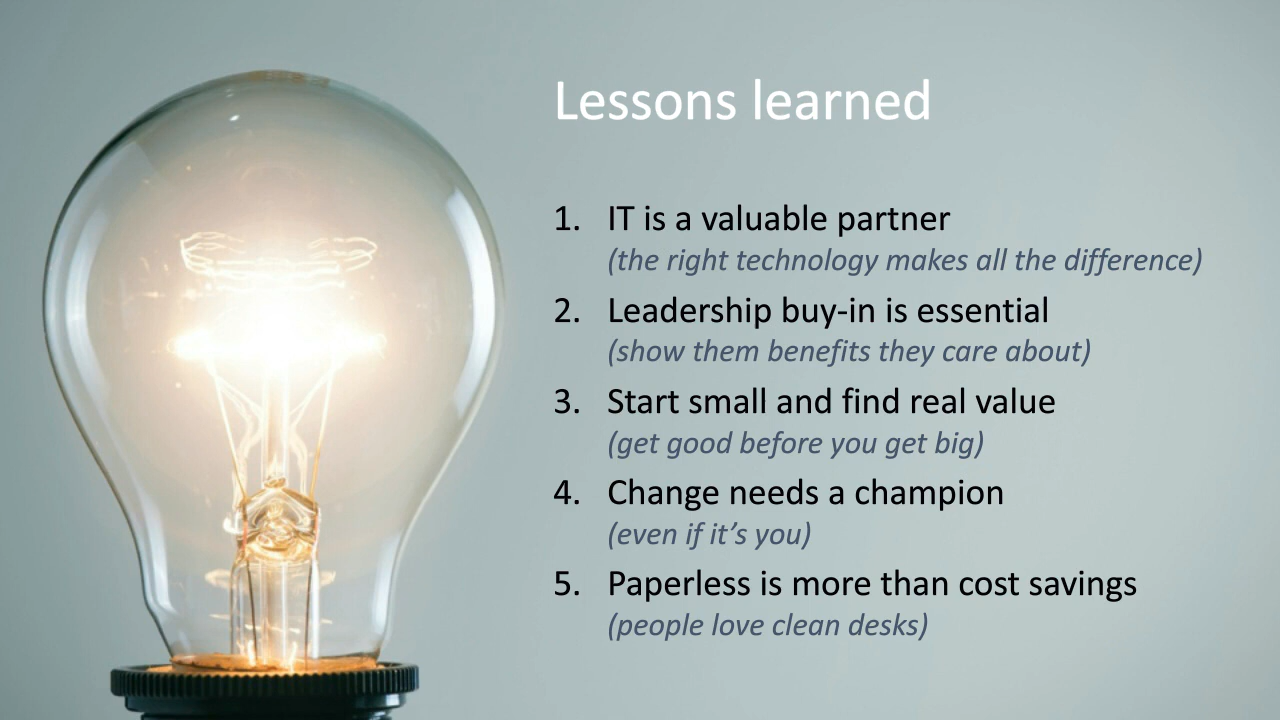 Lessons learned
1. IT is a valuable partner
(the right technology makes all the difference)
2. Leadership buy-in is essential
(show them benefits they care about)
3. Start small and find real value
(get good before you get big)
4. Change needs a champion
(even if it’s you)
5. Paperless is more than cost savings
(people love clean desks)